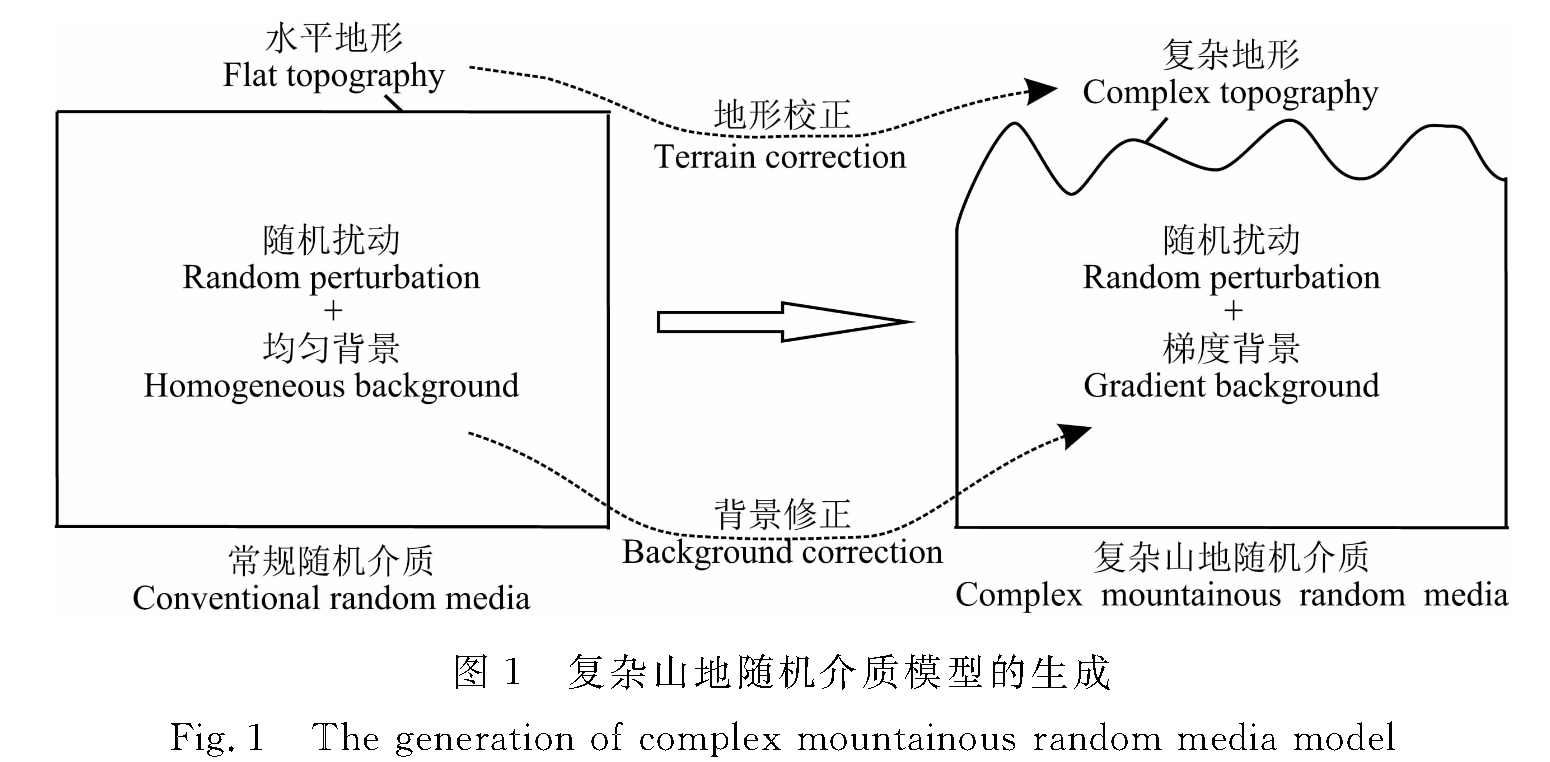 水平地形
Flat topography
地形校正
Terrain correction
复杂地形
Complex topography
随机扰动
Random perturbation
+
均匀背景
Homogeneous background
随机扰动
Random perturbation
+
梯度背景
Gradient background
背景修正
Background correction
常规随机介质
Conventional random media
复杂山地随机介质
Complex mountainous random media
图 1 复杂山地随机介质模型的生成
Fig. 1 The generation of complex mountainous random media model